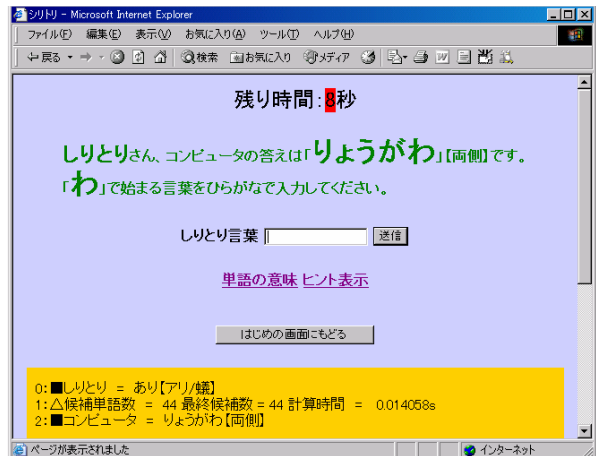 シリトリ - Microsoft Internet Explorer
ファイル(F) 編集(E) 表示(V) お気に入り(A) ツール(T) ヘルプ(H)
戻る 検索 お気に入り メディア
残り時間:8秒
しりとりさん、コンピュータの答えは「りょうがわ」【両側】です。
「わ」で始まる言葉をひらがなで入力してください。
しりとり言葉 送信
単語の意味 ヒント表示
はじめの画面にもどる
0:■しりとり = あり【アリ/蟻】
1:△候補単語数 = 44 最終候補数 = 44 計算時間 = 0.014058s
2:■コンピュータ = りょうがわ【両側】
ページが表示されました インターネット